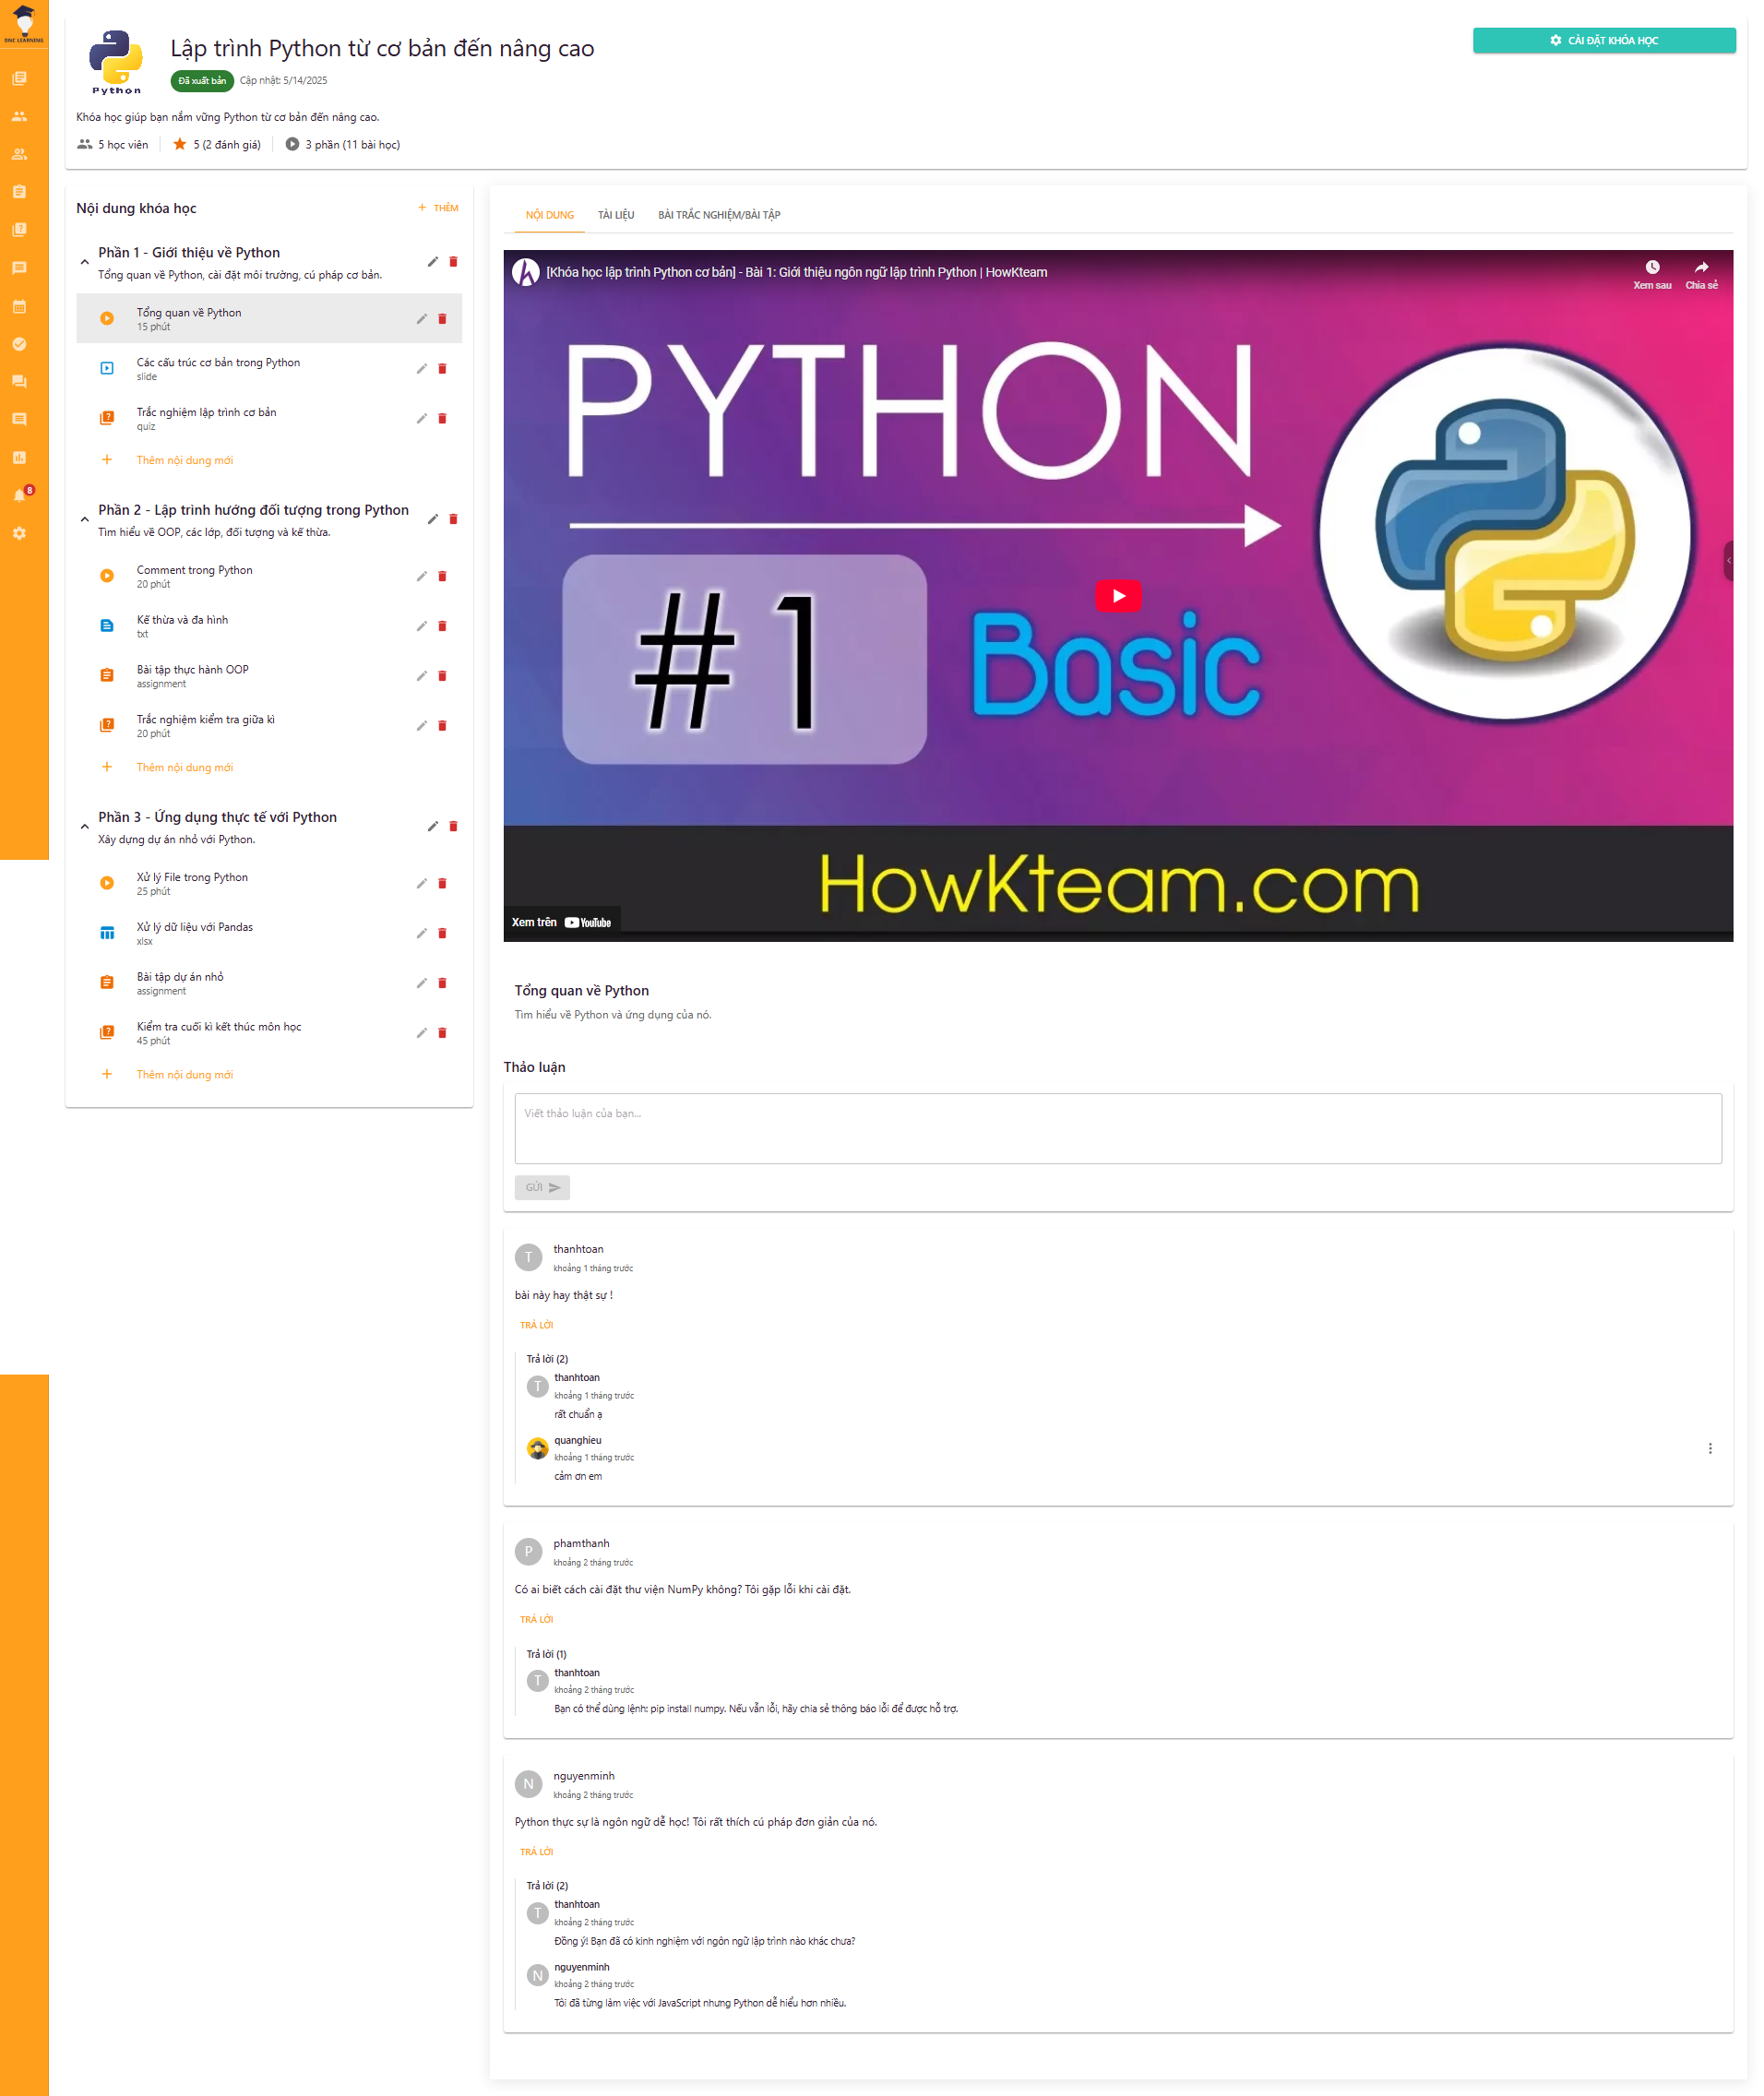 DNC LEARNING
8
Python
Lập trình Python từ cơ bản đến nâng cao
Đã xuất bản
Cập nhật: 5/14/2025
CÀI ĐẶT KHÓA HỌC
Khóa học giúp bạn nắm vững Python từ cơ bản đến nâng cao.
5 học viên
5 (2 đánh giá)
3 phần (11 bài học)
Nội dung khóa học
THÊM
Phần 1 - Giới thiệu về Python
Tổng quan về Python, cài đặt môi trường, cú pháp cơ bản.
Tổng quan về Python
15 phút
Các cấu trúc cơ bản trong Python
slide
Trắc nghiệm lập trình cơ bản
quiz
Thêm nội dung mới
Phần 2 - Lập trình hướng đối tượng trong Python
Tìm hiểu về OOP, các lớp, đối tượng và kế thừa.
Comment trong Python
20 phút
Kế thừa và đa hình
txt
Bài tập thực hành OOP
assignment
Trắc nghiệm kiểm tra giữa kì
20 phút
Thêm nội dung mới
Phần 3 - Ứng dụng thực tế với Python
Xây dựng dự án nhỏ với Python.
Xử lý File trong Python
25 phút
Xử lý dữ liệu với Pandas
xlsx
Bài tập dự án nhỏ
assignment
Kiểm tra cuối kì kết thúc môn học
45 phút
Thêm nội dung mới
NỘI DUNG
TÀI LIỆU
BÀI TRẮC NGHIỆM/BÀI TẬP
[Khóa học lập trình Python cơ bản] - Bài 1: Giới thiệu ngôn ngữ lập trình Python | HowKteam
Xem sau
Chia sẻ
PYTHON
#1
Basic
HowKteam.com
Xem trên YouTube
Tổng quan về Python
Tìm hiểu về Python và ứng dụng của nó.
Thảo luận
Viết thảo luận của bạn...
GỬI
T
thanhtoan
khoảng 1 tháng trước
bài này hay thật sự !
TRẢ LỜI
Trả lời (2)
T
thanhtoan
khoảng 1 tháng trước
rất chuẩn ạ
quanghieu
khoảng 1 tháng trước
cảm ơn em
P
phamthanh
khoảng 2 tháng trước
Có ai biết cách cài đặt thư viện NumPy không? Tôi gặp lỗi khi cài đặt.
TRẢ LỜI
Trả lời (1)
T
thanhtoan
khoảng 2 tháng trước
Bạn có thể dùng lệnh: pip install numpy. Nếu vẫn lỗi, hãy chia sẻ thông báo lỗi để được hỗ trợ.
N
nguyenminh
khoảng 2 tháng trước
Python thực sự là ngôn ngữ dễ học! Tôi rất thích cú pháp đơn giản của nó.
TRẢ LỜI
Trả lời (2)
T
thanhtoan
khoảng 2 tháng trước
Đồng ý! Bạn đã có kinh nghiệm với ngôn ngữ lập trình nào khác chưa?
N
nguyenminh
khoảng 2 tháng trước
Tôi đã từng làm việc với JavaScript nhưng Python dễ hiểu hơn nhiều.